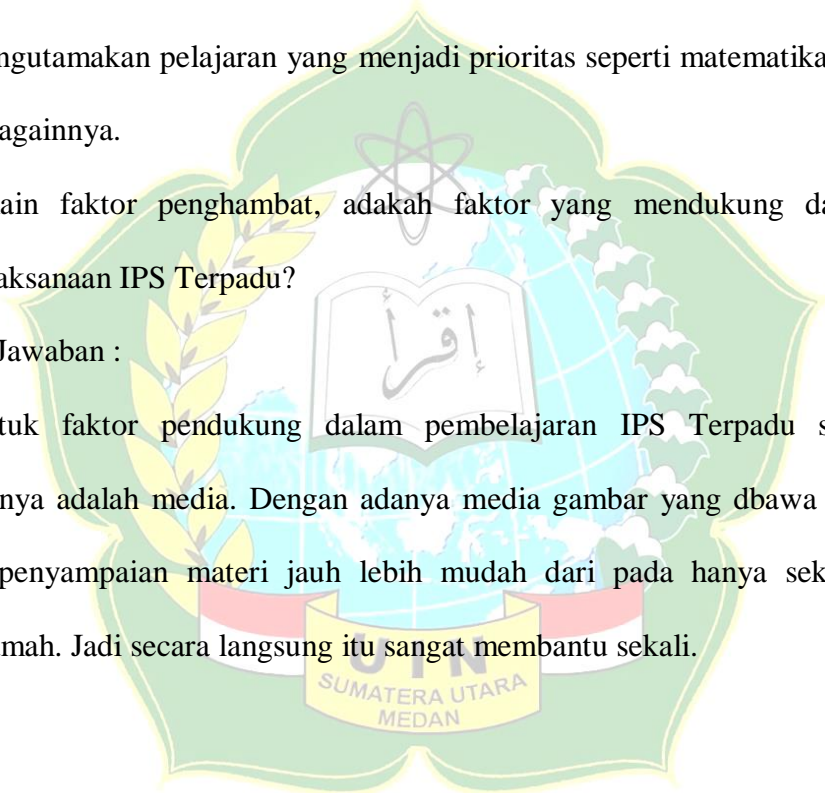 ngutamakan pelajaran yang menjadi prioritas seperti matematika
againnya.
ain faktor penghambat, adakah faktor yang mendukung da
aksanaan IPS Terpadu?
Jawaban :
tuk faktor pendukung dalam pembelajaran IPS Terpadu s
nya adalah media. Dengan adanya media gambar yang dbawa
penyampaian materi jauh lebih mudah dari pada hanya sek
amah. Jadi secara langsung itu sangat membantu sekali.
إقرأ
UIN
SUMATERA UTARA
MEDAN